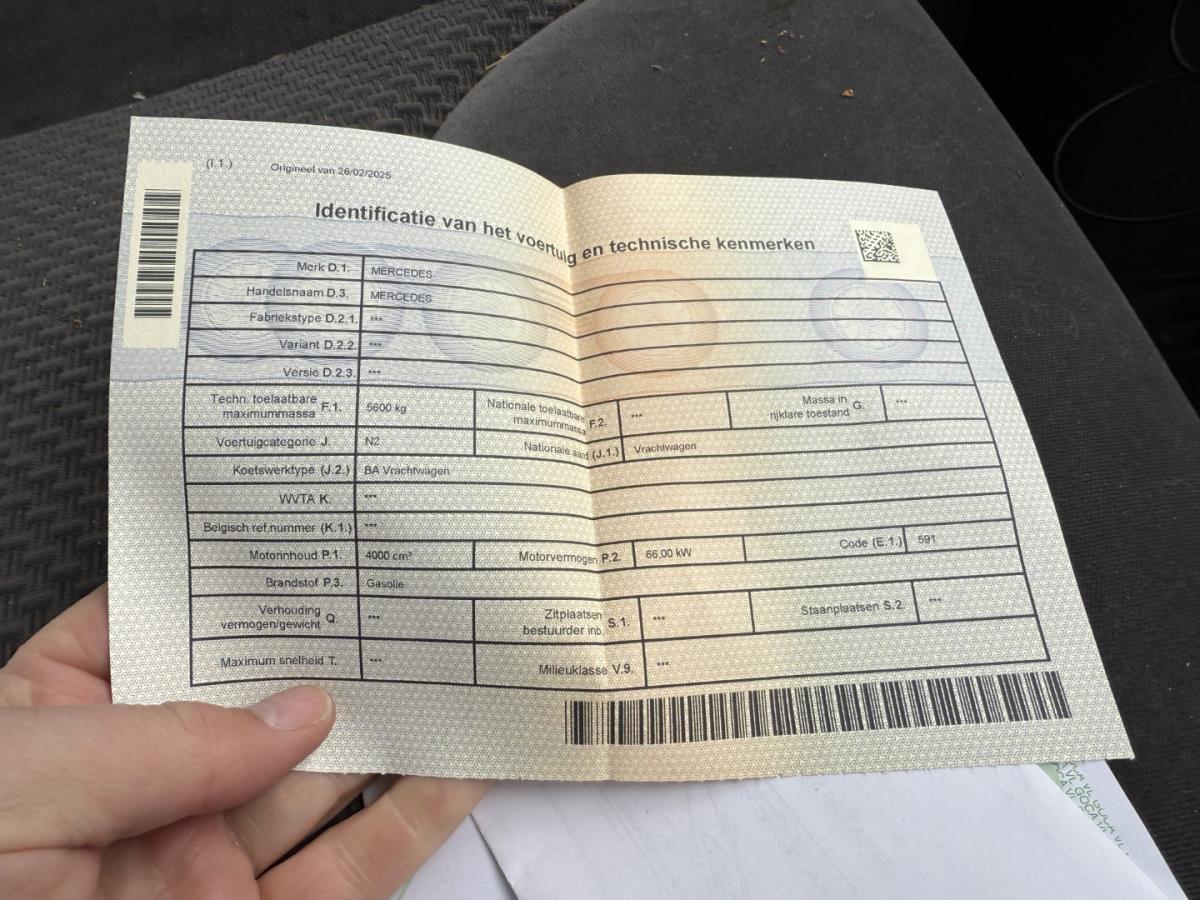 (I.1.) Origineel van 26/02/2025
Identificatie van het voertuig en technische kenmerken
Merk D.1. MERCEDES
Handelsnaam D.3. MERCEDES
Fabriekstype D.2.1. ***
Variant D.2.2. ***
Versie D.2.3. ***
Techn. toelaatbare maximummassa F.1. 5600 kg Nationale toelaatbare maximummassa F.2. *** Massa in rijklare toestand G. ***
Voertuigcategorie J. N2 Nationale aard (J.1.) Vrachtwagen
Koetswerktype (J.2.) BA Vrachtwagen
WVTA K. ***
Belgisch ref.nummer (K.1.) ***
Motorinhoud P.1. 4000 cm³ Motorvermogen P.2. 66,00 kW Code (E.1.) 591
Brandstof P.3. Gasolie
Verhouding vermogen/gewicht Q. *** Zitplaatsen bestuurder inb. S.1. *** Staanplaatsen S.2. ***
Maximum snelheid T. *** Milieuklasse V.9. ***
VL GOCA VL